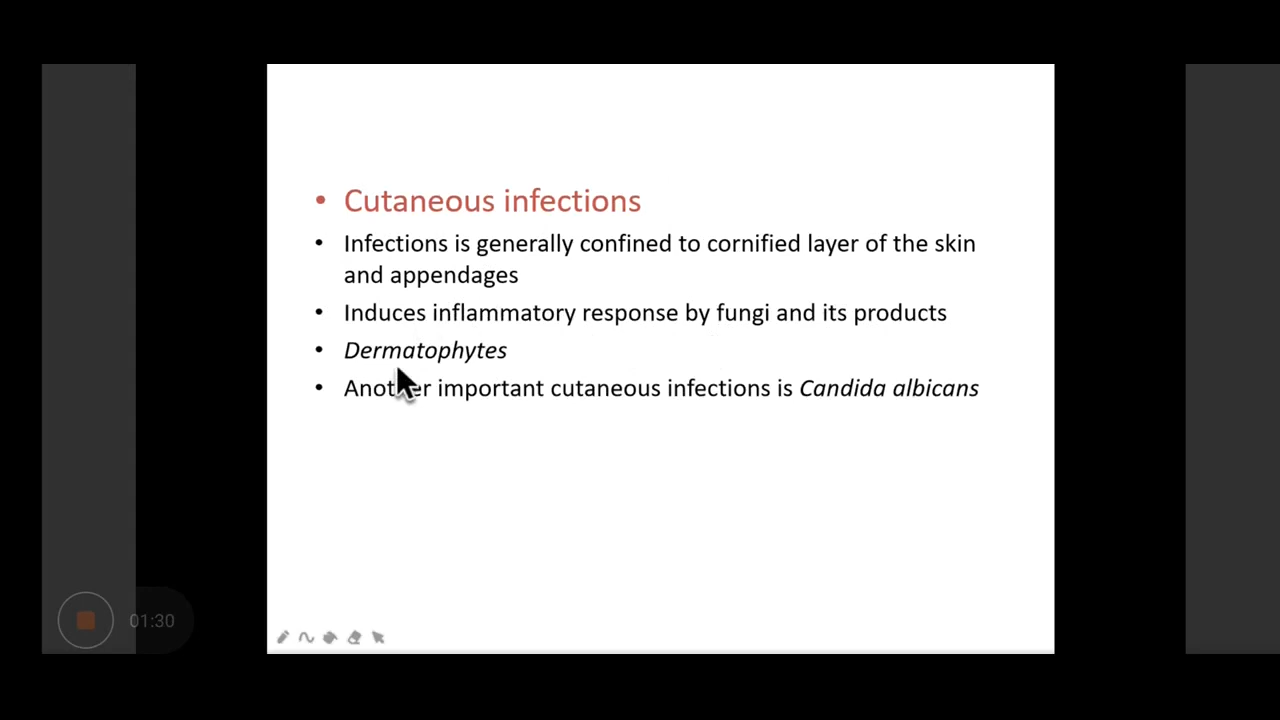 • Cutaneous infections
• Infections is generally confined to cornified layer of the skin
and appendages
• Induces inflammatory response by fungi and its products
• Dermatophytes
• Another important cutaneous infections is Candida albicans
01:30